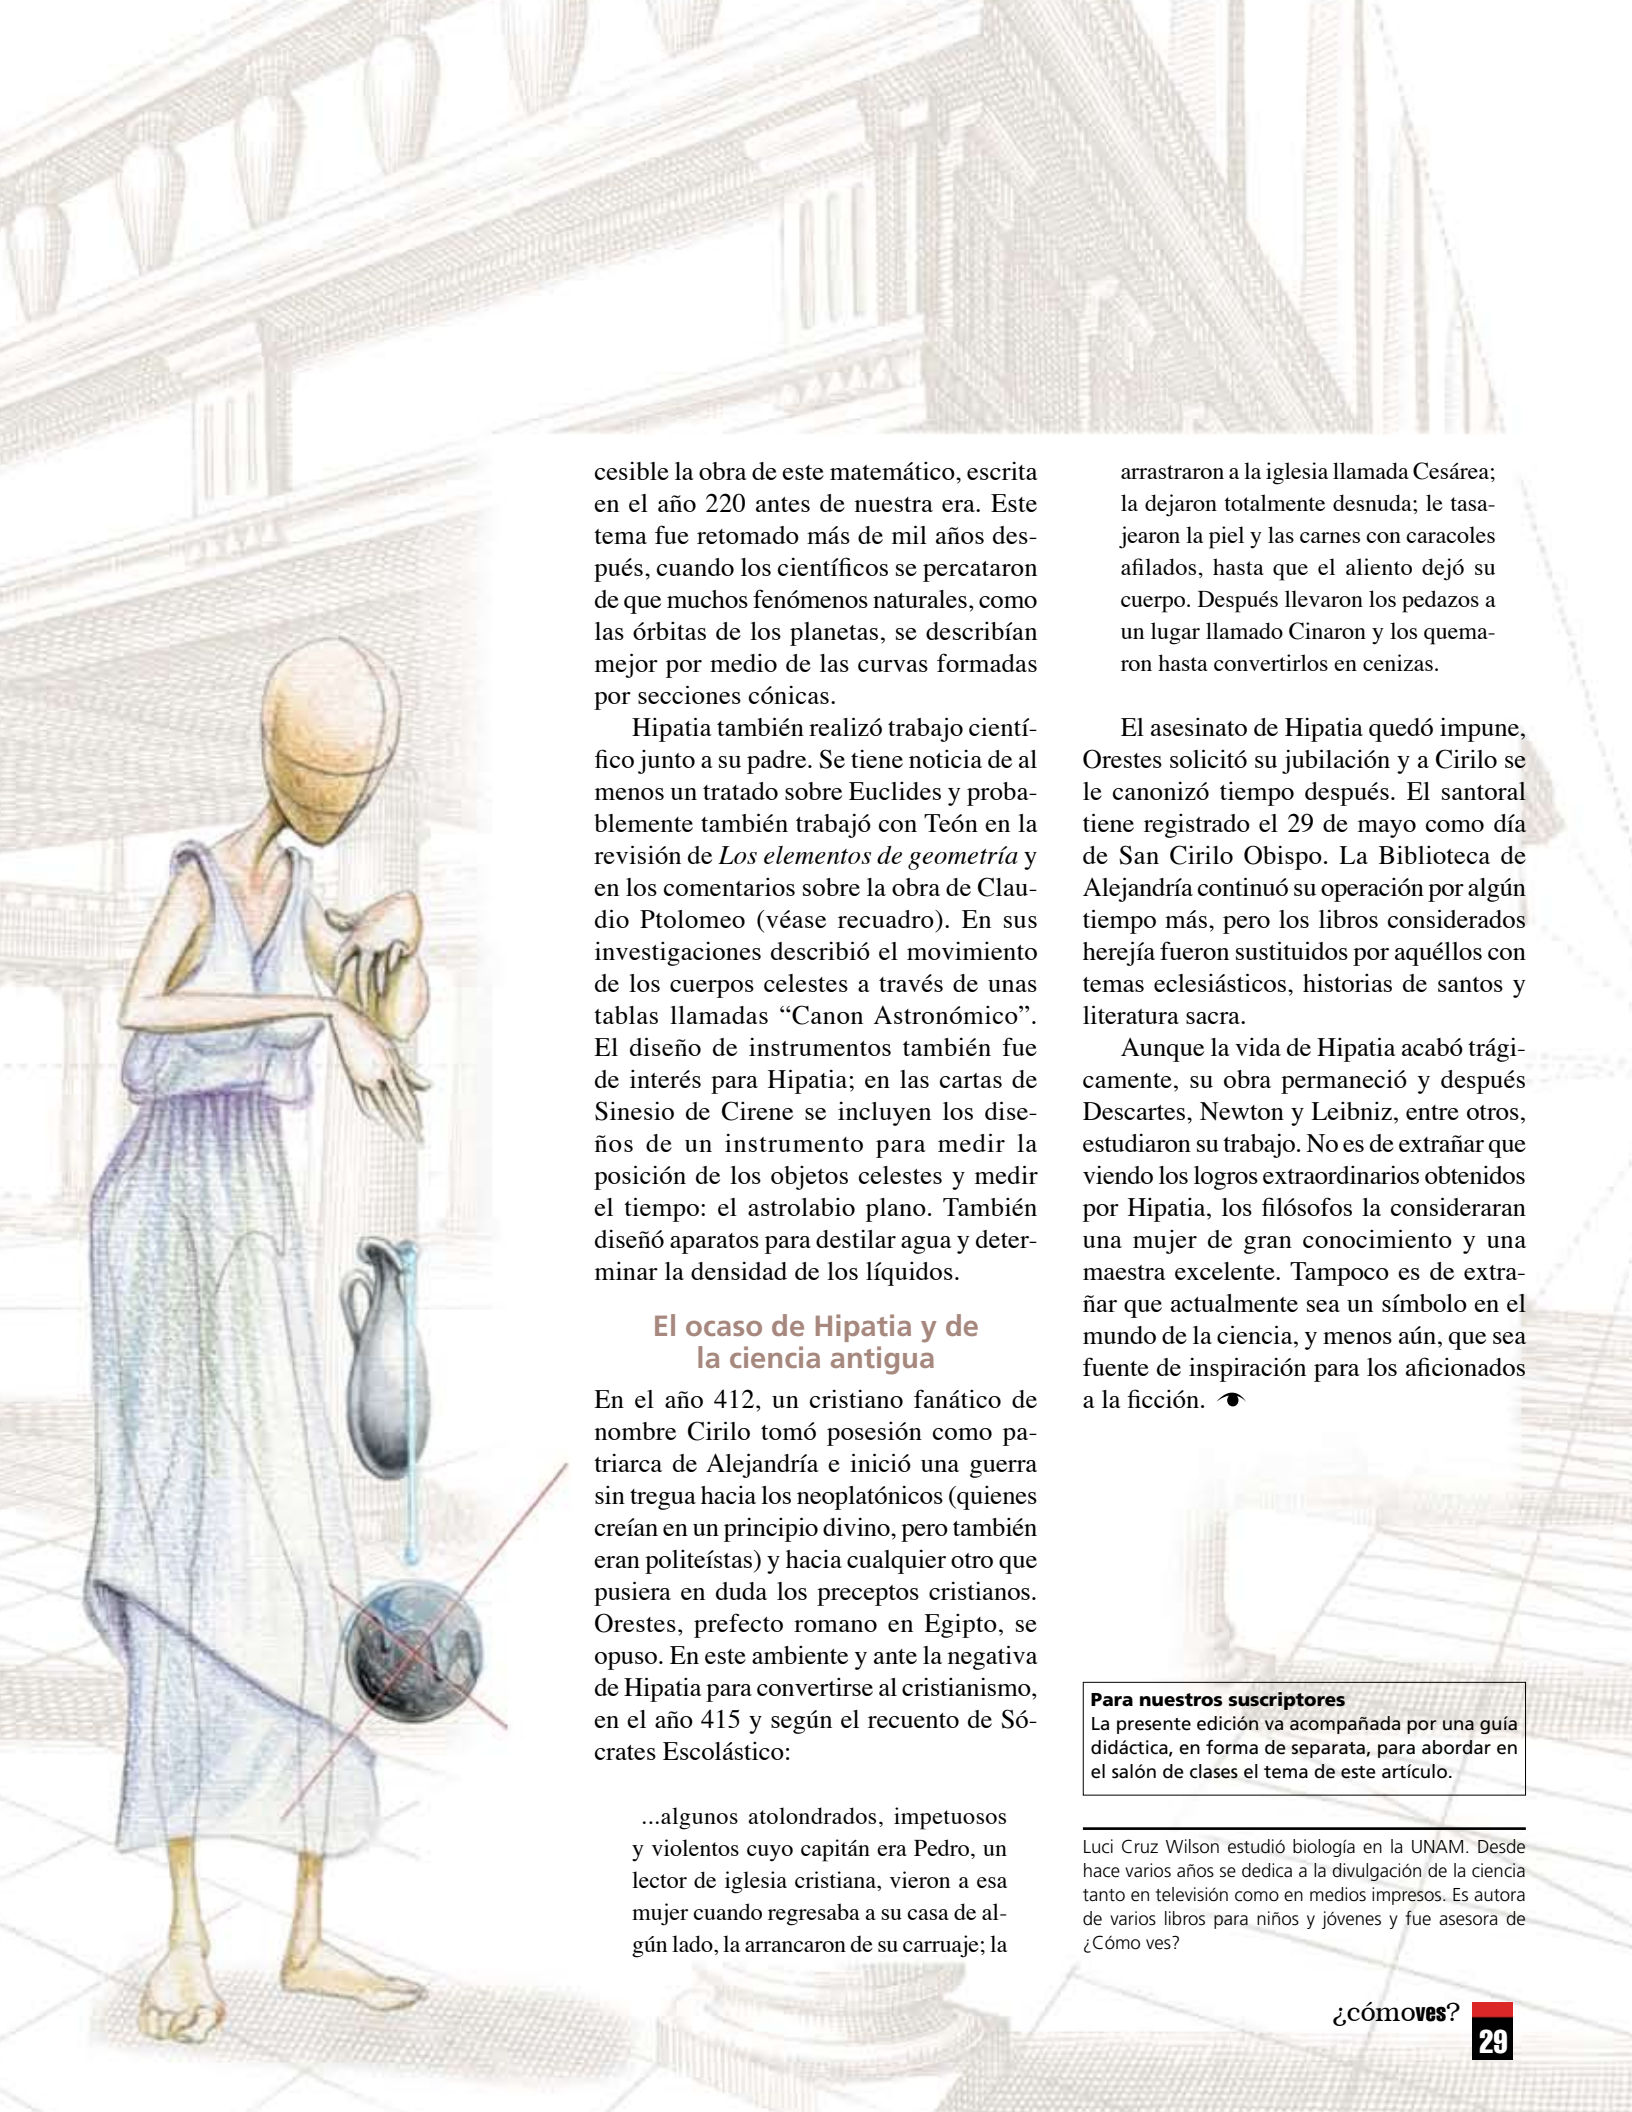 cesible la obra de este matemático, escrita
en el año 220 antes de nuestra era. Este
tema fue retomado más de mil años des-
pués, cuando los científicos se percataron
de que muchos fenómenos naturales, como
las órbitas de los planetas, se describían
mejor por medio de las curvas formadas
por secciones cónicas.
Hipatia también realizó trabajo cientí-
fico junto a su padre. Se tiene noticia de al
menos un tratado sobre Euclides y proba-
blemente también trabajó con Teón en la
revisión de Los elementos de geometría y
en los comentarios sobre la obra de Clau-
dio Ptolomeo (véase recuadro). En sus
investigaciones describió el movimiento
de los cuerpos celestes a través de unas
tablas llamadas “Canon Astronómico”.
El diseño de instrumentos también fue
de interés para Hipatia; en las cartas de
Sinesio de Cirene se incluyen los dise-
ños de un instrumento para medir la
posición de los objetos celestes y medir
el tiempo: el astrolabio plano. También
diseñó aparatos para destilar agua y deter-
minar la densidad de los líquidos.
El ocaso de Hipatia y de
la ciencia antigua
En el año 412, un cristiano fanático de
nombre Cirilo tomó posesión como pa-
triarca de Alejandría e inició una guerra
sin tregua hacia los neoplatónicos (quienes
creían en un principio divino, pero también
eran politeístas) y hacia cualquier otro que
pusiera en duda los preceptos cristianos.
Orestes, prefecto romano en Egipto, se
opuso. En este ambiente y ante la negativa
de Hipatia para convertirse al cristianismo,
en el año 415 y según el recuento de Só-
crates Escolástico:
...algunos atolondrados, impetuosos
y violentos cuyo capitán era Pedro, un
lector de iglesia cristiana, vieron a esa
mujer cuando regresaba a su casa de al-
gún lado, la arrancaron de su carruaje; la
arrastraron a la iglesia llamada Cesárea;
la dejaron totalmente desnuda; le tasa-
jearon la piel y las carnes con caracoles
afilados, hasta que el aliento dejó su
cuerpo. Después llevaron los pedazos a
un lugar llamado Cinaron y los quema-
ron hasta convertirlos en cenizas.
El asesinato de Hipatia quedó impune,
Orestes solicitó su jubilación y a Cirilo se
le canonizó tiempo después. El santoral
tiene registrado el 29 de mayo como día
de San Cirilo Obispo. La Biblioteca de
Alejandría continuó su operación por algún
tiempo más, pero los libros considerados
herejía fueron sustituidos por aquéllos con
temas eclesiásticos, historias de santos y
literatura sacra.
Aunque la vida de Hipatia acabó trági-
camente, su obra permaneció y después
Descartes, Newton y Leibniz, entre otros,
estudiaron su trabajo. No es de extrañar que
viendo los logros extraordinarios obtenidos
por Hipatia, los filósofos la consideraran
una mujer de gran conocimiento y una
maestra excelente. Tampoco es de extra-
ñar que actualmente sea un símbolo en el
mundo de la ciencia, y menos aún, que sea
fuente de inspiración para los aficionados
a la ficción.
Para nuestros suscriptores
La presente edición va acompañada por una guía
didáctica, en forma de separata, para abordar en
el salón de clases el tema de este artículo.
Luci Cruz Wilson estudió biología en la UNAM. Desde
hace varios años se dedica a la divulgación de la ciencia
tanto en televisión como en medios impresos. Es autora
de varios libros para niños y jóvenes y fue asesora de
¿Cómo ves?
¿cómoves?
29